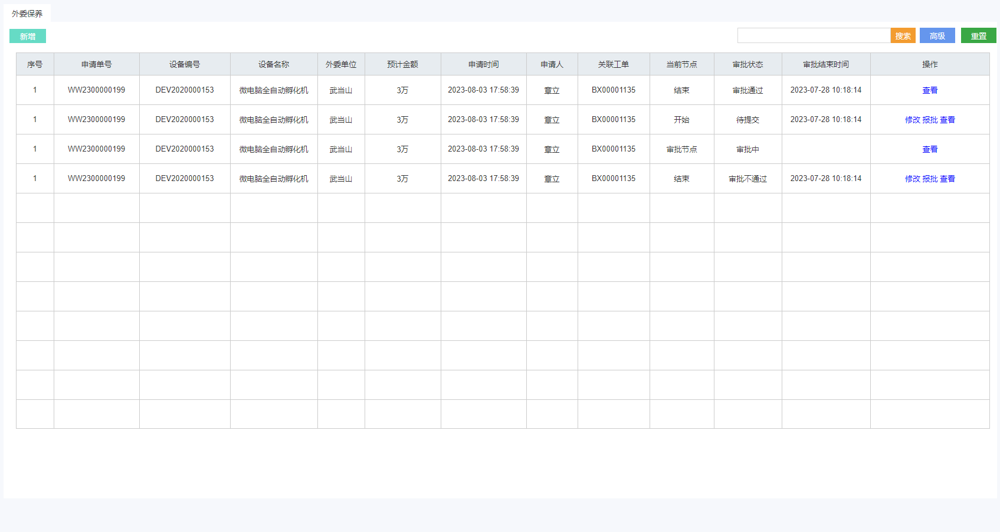 外委保养
新增 搜索 高级 重置
序号 申请单号 设备编号 设备名称 外委单位 预计金额 申请时间 申请人 关联工单 当前节点 审批状态 审批结束时间 操作
1 WW2300000199 DEV2020000153 微电脑全自动孵化机 武当山 3万 2023-08-03 17:58:39 章立 BX00001135 结束 审批通过 2023-07-28 10:18:14 查看
1 WW2300000199 DEV2020000153 微电脑全自动孵化机 武当山 3万 2023-08-03 17:58:39 章立 BX00001135 开始 待提交 2023-07-28 10:18:14 修改 报批 查看
1 WW2300000199 DEV2020000153 微电脑全自动孵化机 武当山 3万 2023-08-03 17:58:39 章立 BX00001135 审批节点 审批中 查看
1 WW2300000199 DEV2020000153 微电脑全自动孵化机 武当山 3万 2023-08-03 17:58:39 章立 BX00001135 结束 审批不通过 2023-07-28 10:18:14 修改 报批 查看